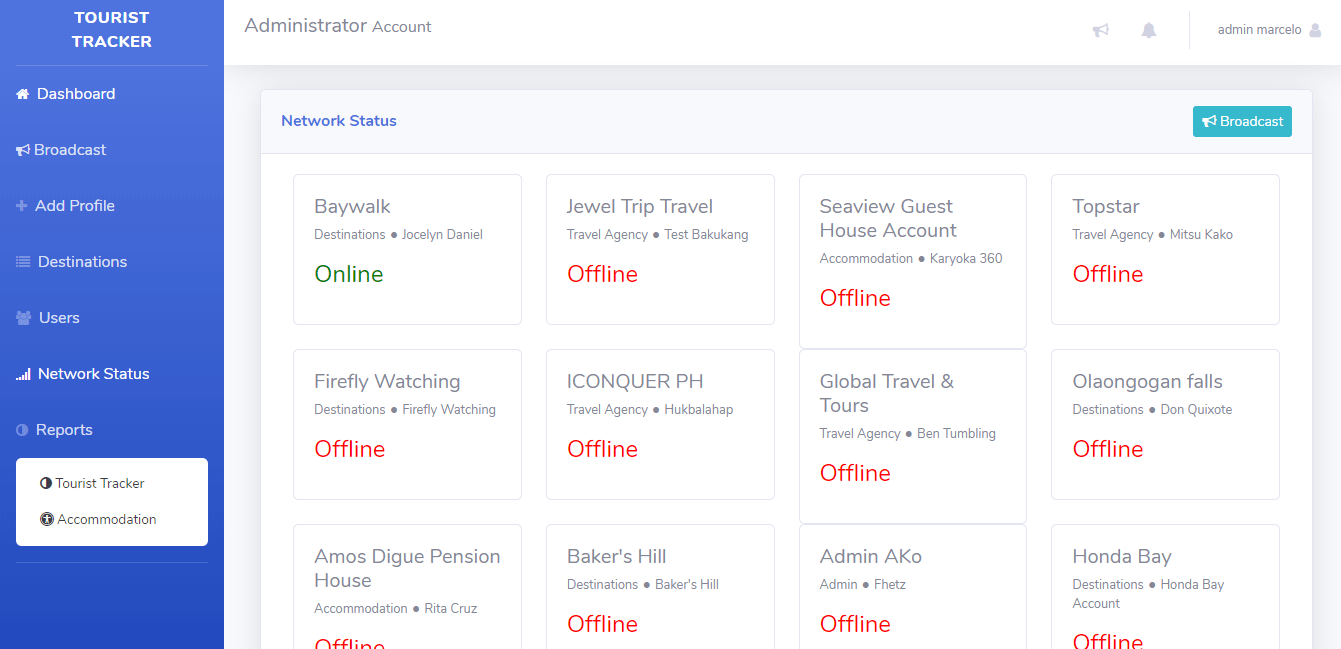 TOURIST
TRACKER
Dashboard
Broadcast
Add Profile
Destinations
Users
Network Status
Reports
Tourist Tracker
Accommodation
Administrator Account
admin marcelo
Network Status
Broadcast
Baywalk
Destinations ● Jocelyn Daniel
Online
Jewel Trip Travel
Travel Agency ● Test Bakukang
Offline
Seaview Guest
House Account
Accommodation ● Karyoka 360
Offline
Topstar
Travel Agency ● Mitsu Kako
Offline
Firefly Watching
Destinations ● Firefly Watching
Offline
ICONQUER PH
Travel Agency ● Hukbalahap
Offline
Global Travel &
Tours
Travel Agency ● Ben Tumbling
Offline
Olaongogan falls
Destinations ● Don Quixote
Offline
Amos Digue Pension
House
Accommodation ● Rita Cruz
Offline
Baker's Hill
Destinations ● Baker's Hill
Offline
Admin AKo
Admin ● Fhetz
Offline
Honda Bay
Destinations ● Honda Bay
Account
Offline